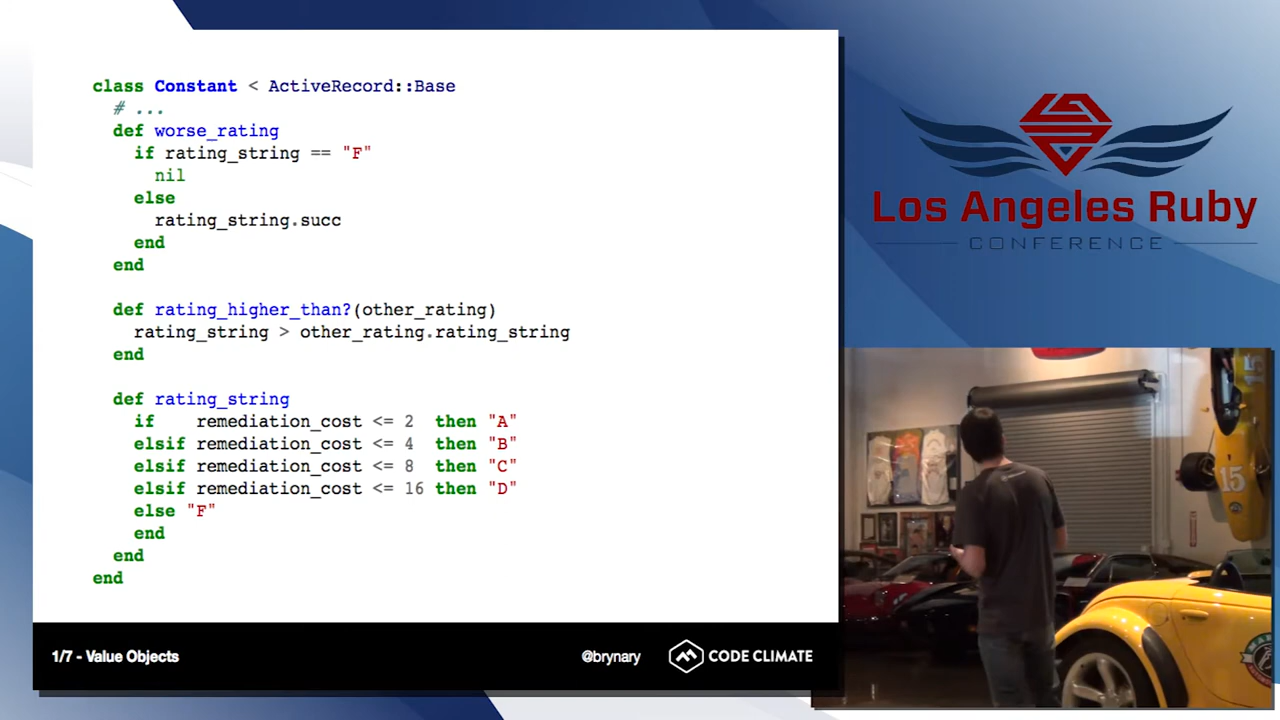 class Constant < ActiveRecord::Base
  # ...
  def worse_rating
    if rating_string == "F"
      nil
    else
      rating_string.succ
    end
  end

  def rating_higher_than?(other_rating)
    rating_string > other_rating.rating_string
  end

  def rating_string
    if    remediation_cost <= 2  then "A"
    elsif remediation_cost <= 4  then "B"
    elsif remediation_cost <= 8  then "C"
    elsif remediation_cost <= 16 then "D"
    else "F"
    end
  end
end
1/7 - Value Objects
@brynary
CODE CLIMATE
Los Angeles Ruby
CONFERENCE
15
15